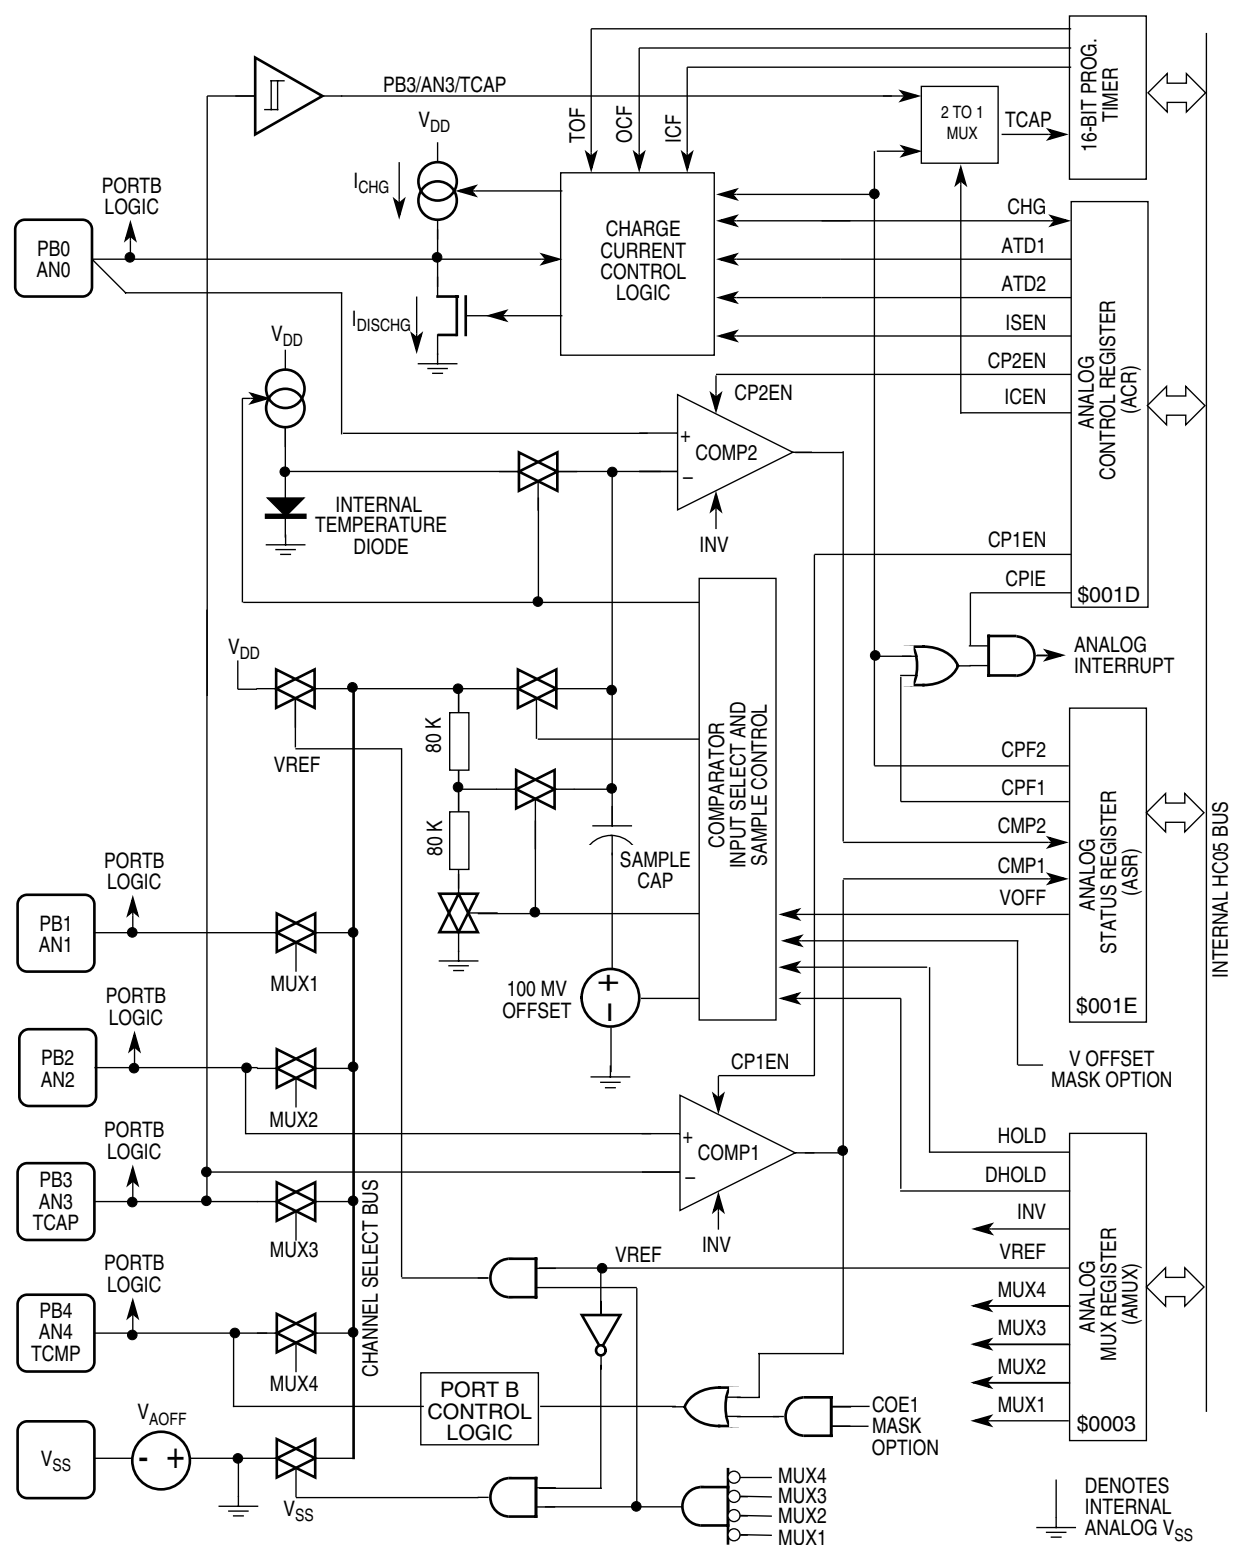 PB3/AN3/TCAP
16-BIT PROG.
TIMER
2 TO 1
MUX
TCAP
TOF
OCF
ICF
VDD
ICHG
PORTB
LOGIC
PB0
AN0
CHARGE
CURRENT
CONTROL
LOGIC
CHG
ATD1
ATD2
ISEN
CP2EN
ICEN
ANALOG
CONTROL REGISTER
(ACR)
IDISCHG
VDD
CP2EN
+
COMP2
–
INV
INTERNAL
TEMPERATURE
DIODE
CP1EN
CPIE
$001D
ANALOG
INTERRUPT
VDD
VREF
80 K
80 K
COMPARATOR
INPUT SELECT AND
SAMPLE CONTROL
SAMPLE
CAP
CPF2
CPF1
CMP2
CMP1
VOFF
ANALOG
STATUS REGISTER
(ASR)
$001E
INTERNAL HC05 BUS
PORTB
LOGIC
PB1
AN1
MUX1
100 MV
OFFSET
+
–
PORTB
LOGIC
PB2
AN2
MUX2
V OFFSET
MASK OPTION
CP1EN
+
COMP1
–
INV
PORTB
LOGIC
PB3
AN3
TCAP
MUX3
CHANNEL SELECT BUS
HOLD
DHOLD
INV
VREF
MUX4
MUX3
MUX2
MUX1
ANALOG
MUX REGISTER
(AMUX)
$0003
VREF
PORTB
LOGIC
PB4
AN4
TCMP
MUX4
PORT B
CONTROL
LOGIC
COE1
MASK
OPTION
VAOFF
VSS
- +
VSS
MUX4
MUX3
MUX2
MUX1
DENOTES
INTERNAL
ANALOG VSS